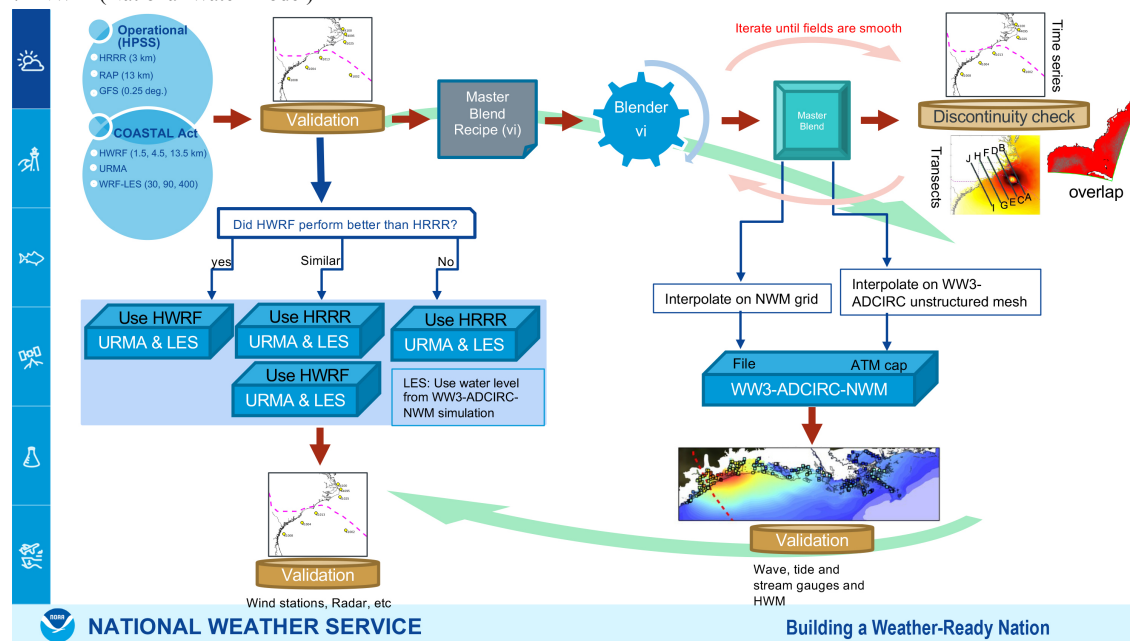 Operational
(HPSS)
HRRR (3 km)
RAP (13 km)
GFS (0.25 deg.)
COASTAL Act
HWRF (1.5, 4.5, 13.5 km)
URMA
WRF-LES (30, 90, 400)
Validation
Master
Blend
Recipe (vi)
Blender
vi
Iterate until fields are smooth
Master
Blend
Time series
Discontinuity check
Transects
J H F D B
I G E C A
overlap
Did HWRF perform better than HRRR?
yes
Similar
No
Use HWRF
URMA & LES
Use HRRR
URMA & LES
Use HRRR
URMA & LES
Use HWRF
URMA & LES
LES: Use water level
from WW3-ADCIRC-
NWM simulation
Interpolate on NWM grid
Interpolate on WW3-
ADCIRC unstructured mesh
File
ATM cap
WW3-ADCIRC-NWM
Validation
Wind stations, Radar, etc
Validation
Wave, tide and
stream gauges and
HWM
NOAA
NATIONAL WEATHER SERVICE
Building a Weather-Ready Nation